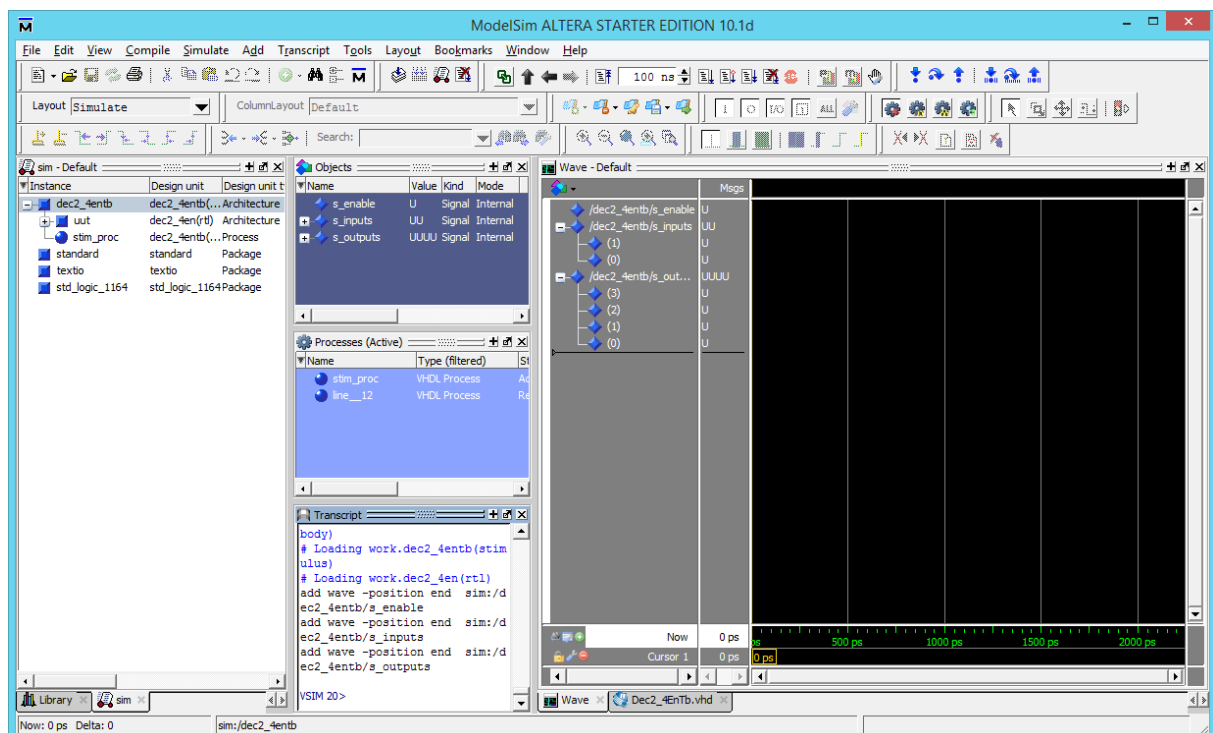 ModelSim ALTERA STARTER EDITION 10.1d
File Edit View Compile Simulate Add Transcript Tools Layout Bookmarks Window Help
100 ns
Layout Simulate
ColumnLayout Default
Search:
sim - Default
Instance Design unit Design unit t
dec2_4entb dec2_4entb(... Architecture
uut dec2_4en(rtl) Architecture
stim_proc dec2_4entb(... Process
standard standard Package
textio textio Package
std_logic_1164 std_logic_1164 Package
Library sim
Objects
Name Value Kind Mode
s_enable U Signal Internal
s_inputs UU Signal Internal
s_outputs UUUU Signal Internal
Processes (Active)
Name Type (filtered) St
stim_proc VHDL Process Ac
line__12 VHDL Process Re
Transcript
body)
# Loading work.dec2_4entb(stim
ulus)
# Loading work.dec2_4en(rtl)
add wave -position end sim:/d
ec2_4entb/s_enable
add wave -position end sim:/d
ec2_4entb/s_inputs
add wave -position end sim:/d
ec2_4entb/s_outputs
VSIM 20>
Wave - Default
Msgs
/dec2_4entb/s_enable U
/dec2_4entb/s_inputs UU
(1) U
(0) U
/dec2_4entb/s_out... UUUU
(3) U
(2) U
(1) U
(0) U
Now 0 ps
ps 500 ps 1000 ps 1500 ps 2000 ps
Cursor 1 0 ps 0 ps
Wave Dec2_4EnTb.vhd
Now: 0 ps Delta: 0 sim:/dec2_4entb